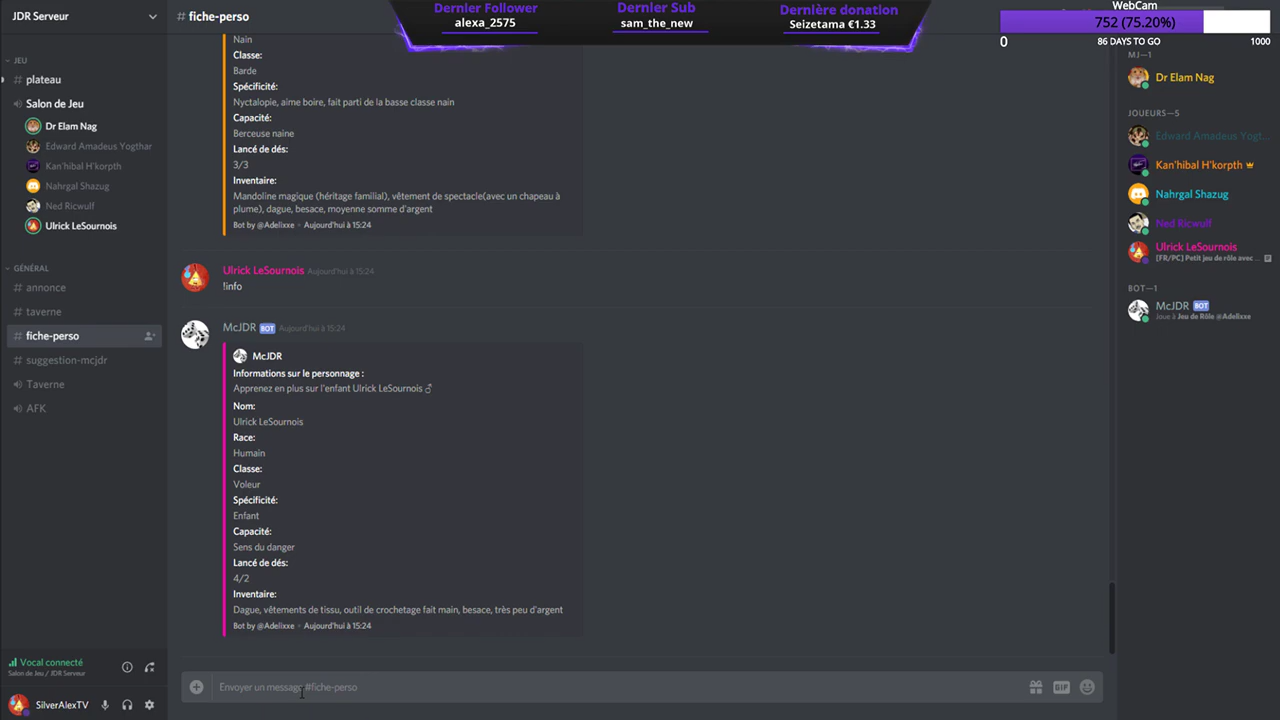 JDR Serveur
JEU
# plateau
Salon de Jeu
Dr Elam Nag
Edward Amadeus Yogthar
Kan'hibal H'korpth
Nahrgal Shazug
Ned Ricwulf
Ulrick LeSournois
GÉNÉRAL
# annonce
# taverne
# fiche-perso
# suggestion-mcjdr
Taverne
AFK
Vocal connecté
Salon de Jeu / JDR Serveur
SilverAlexTV
# fiche-perso
Dernier Follower
alexa_2575
Dernier Sub
sam_the_new
Dernière donation
Seizetama €1.33
WebCam
752 (75.20%)
0
86 DAYS TO GO
1000
Nain
Classe:
Barde
Spécificité:
Nyctalopie, aime boire, fait parti de la basse classe nain
Capacité:
Berceuse naine
Lancé de dés:
3/3
Inventaire:
Mandoline magique (héritage familial), vêtement de spectacle(avec un chapeau à
plume), dague, besace, moyenne somme d'argent
Bot by @Adelixxe • Aujourd'hui à 15:24
Ulrick LeSournois Aujourd'hui à 15:24
!info
McJDR BOT Aujourd'hui à 15:24
McJDR
Informations sur le personnage :
Apprenez en plus sur l'enfant Ulrick LeSournois ♂
Nom:
Ulrick LeSournois
Race:
Humain
Classe:
Voleur
Spécificité:
Enfant
Capacité:
Sens du danger
Lancé de dés:
4/2
Inventaire:
Dague, vêtements de tissu, outil de crochetage fait main, besace, très peu d'argent
Bot by @Adelixxe • Aujourd'hui à 15:24
Envoyer un message #fiche-perso
GIF
MJ—1
Dr Elam Nag
JOUEURS—5
Edward Amadeus Yogt...
Kan'hibal H'korpth
Nahrgal Shazug
Ned Ricwulf
Ulrick LeSournois
[FR/PC] Petit jeu de rôle avec ...
BOT—1
McJDR BOT
Joue à Jeu de Rôle @Adelixxe